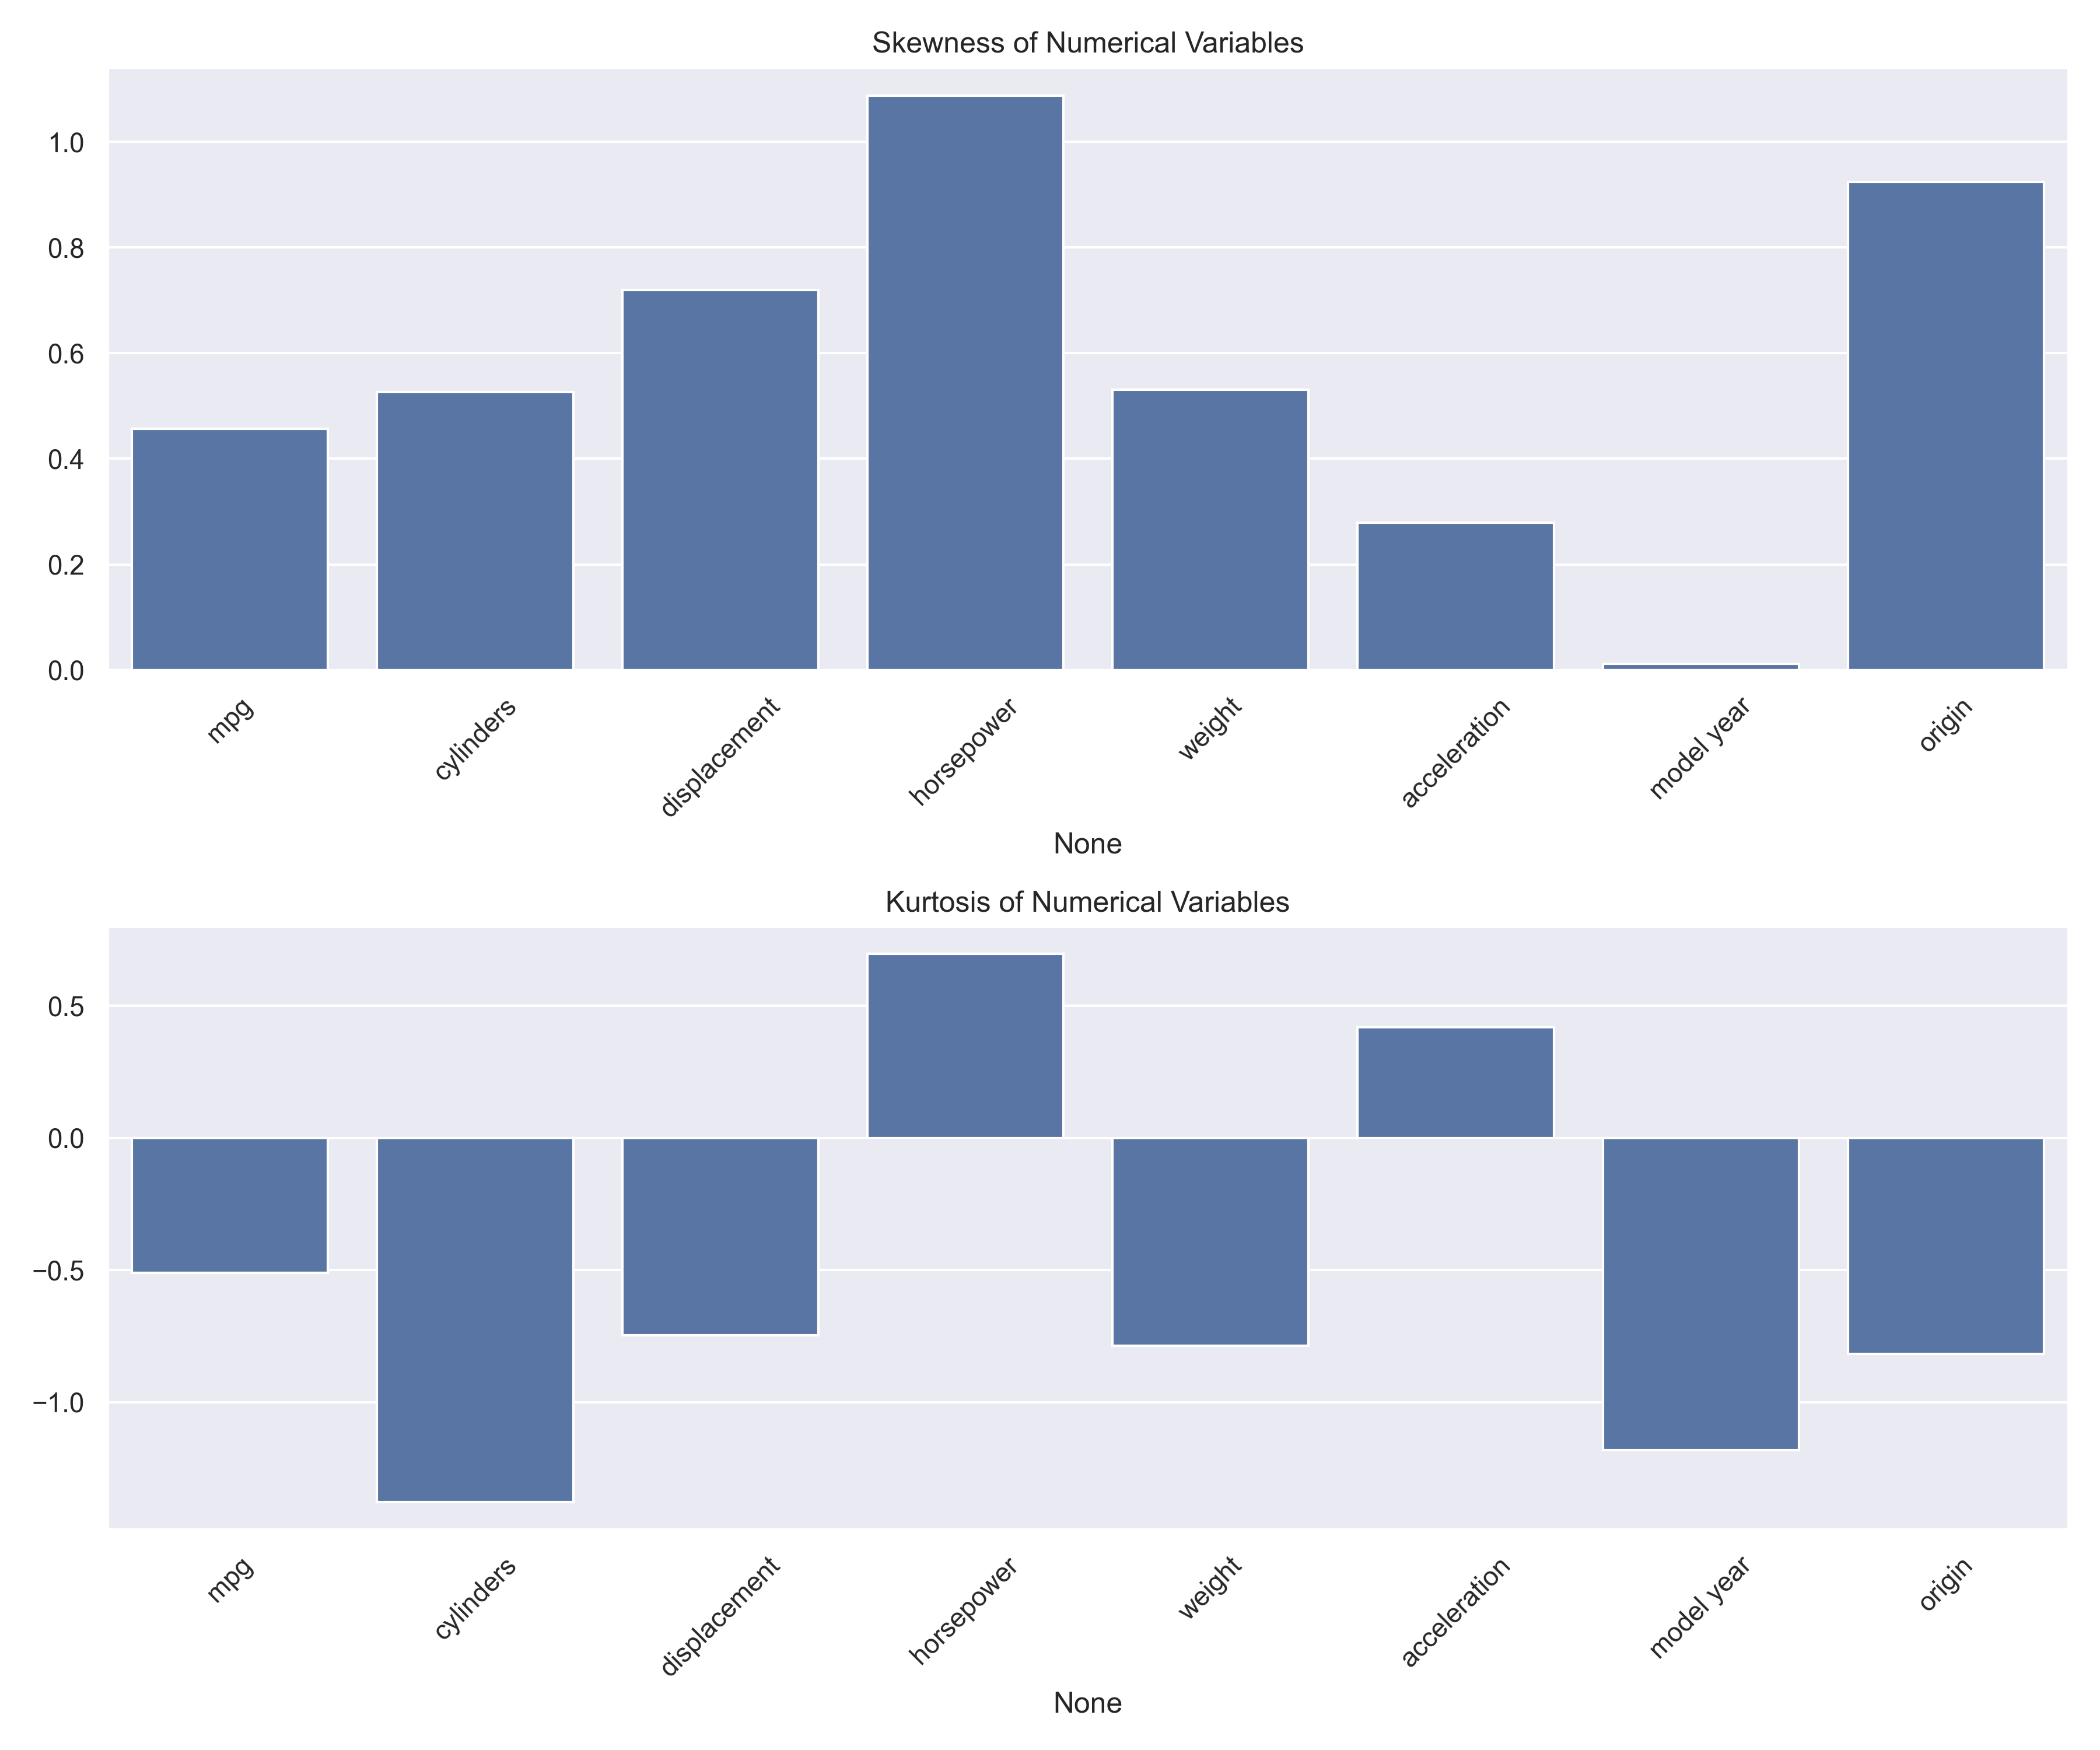 Skewness of Numerical Variables
1.0
0.8
0.6
0.4
0.2
0.0
mpg
cylinders
displacement
horsepower
weight
acceleration
model year
origin
None
Kurtosis of Numerical Variables
0.5
0.0
−0.5
−1.0
mpg
cylinders
displacement
horsepower
weight
acceleration
model year
origin
None